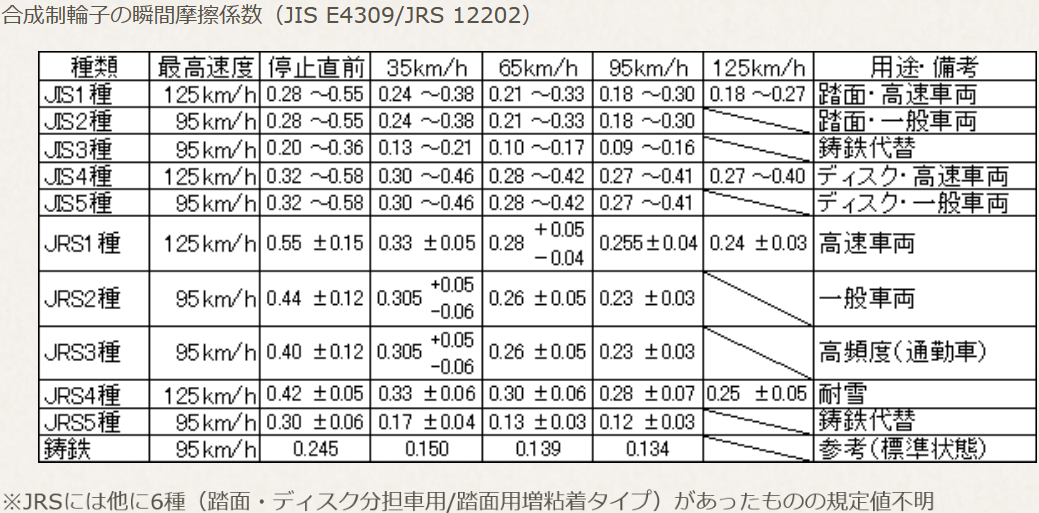 合成制輪子の瞬間摩擦係数（JIS E4309/JRS 12202）
種類 最高速度 停止直前 35km/h 65km/h 95km/h 125km/h 用途・備考
JIS1種 125km/h 0.28 ～0.55 0.24 ～0.38 0.21 ～0.33 0.18 ～0.30 0.18 ～0.27 踏面・高速車両
JIS2種 95km/h 0.28 ～0.55 0.24 ～0.38 0.21 ～0.33 0.18 ～0.30 踏面・一般車両
JIS3種 95km/h 0.20 ～0.36 0.13 ～0.21 0.10 ～0.17 0.09 ～0.16 鋳鉄代替
JIS4種 125km/h 0.32 ～0.58 0.30 ～0.46 0.28 ～0.42 0.27 ～0.41 0.27 ～0.40 ディスク・高速車両
JIS5種 95km/h 0.32 ～0.58 0.30 ～0.46 0.28 ～0.42 0.27 ～0.41 ディスク・一般車両
JRS1種 125km/h 0.55 ±0.15 0.33 ±0.05 0.28 +0.05 -0.04 0.255±0.04 0.24 ±0.03 高速車両
JRS2種 95km/h 0.44 ±0.12 0.305 +0.05 -0.06 0.26 ±0.05 0.23 ±0.03 一般車両
JRS3種 95km/h 0.40 ±0.12 0.305 +0.05 -0.06 0.26 ±0.05 0.23 ±0.03 高頻度（通勤車）
JRS4種 125km/h 0.42 ±0.05 0.33 ±0.06 0.30 ±0.06 0.28 ±0.07 0.25 ±0.05 耐雪
JRS5種 95km/h 0.30 ±0.06 0.17 ±0.04 0.13 ±0.03 0.12 ±0.03 鋳鉄代替
鋳鉄 95km/h 0.245 0.150 0.139 0.134 参考（標準状態）
※JRSには他に6種（踏面・ディスク分担車用/踏面用増粘着タイプ）があったものの規定値不明